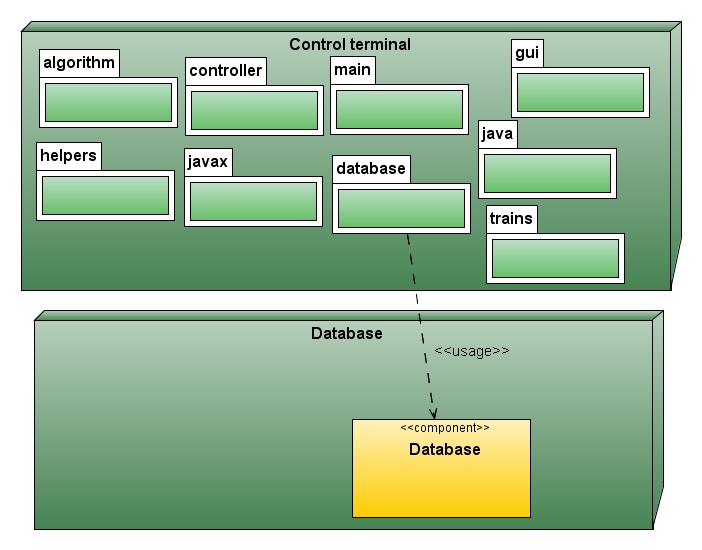 Control terminal
algorithm
controller
main
gui
helpers
javax
database
java
trains
Database
<<usage>>
<<component>>
Database